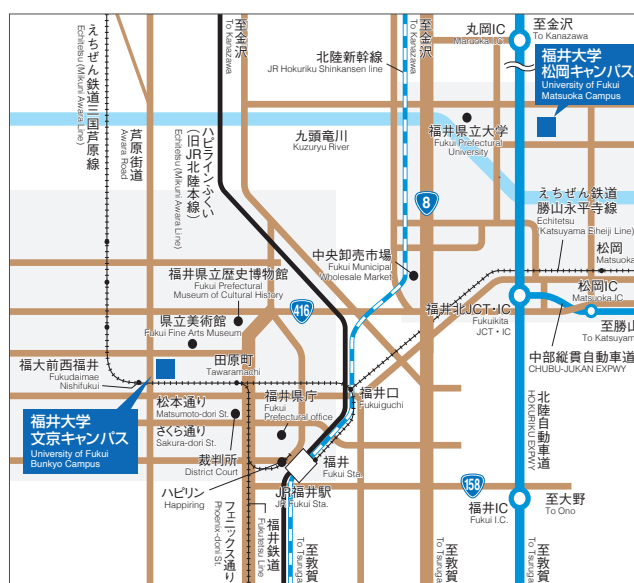 えちぜん鉄道三国芦原線
Echitetsu (Mikuni Awara Line)
芦原街道
Awara Road
至金沢
To Kanazawa
ハピラインふくい
(旧JR北陸本線)
Echitetsu (Mikuni Awara Line)
北陸新幹線
JR Hokuriku Shinkansen line
至金沢
To Kanazawa
丸岡IC
Maruoka I.C.
至金沢
To Kanazawa
福井大学
松岡キャンパス
University of Fukui
Matsuoka Campus
九頭竜川
Kuzuryu River
福井県立大学
Fukui Prefectural
University
8
えちぜん鉄道
勝山永平寺線
Echitetsu
(Katsuyama Eiheiji Line)
松岡
Matsuoka
中央卸売市場
Fukui Municipal
Wholesale Market
福井県立歴史博物館
Fukui Prefectural
Museum of Cultural Histery
416
県立美術館
Fukui Fine Arts Museum
福井北JCT・IC
Fukuikita
JCT・IC
松岡IC
Matsuoka IC
至勝山
To Katsuyama
中部縦貫自動車道
CHUBU-JUKAN EXPWY
福大前西福井
Fukudaimae
Nishifukui
田原町
Tawaramachi
福井口
Fukuiguchi
福井大学
文京キャンパス
University of Fukui
Bunkyo Campus
松本通り
Matsumoto-dori St.
さくら通り
Sakura-dori St.
福井県庁
Fukui
Prefectural office
裁判所
District Court
ハピリン
Happiring
福井
Fukui Sta.
JR福井駅
JR Fukui Sta.
北陸自動車道
HOKURIKU EXPWY
158
福井IC
Fukui I.C.
至大野
To Ono
フェニックス通り
Phoenix-doni St.
福井鉄道
Fukutetsu Line
至敦賀
To Tsuruga
至敦賀
To Tsuruga
至敦賀
To Tsuruga